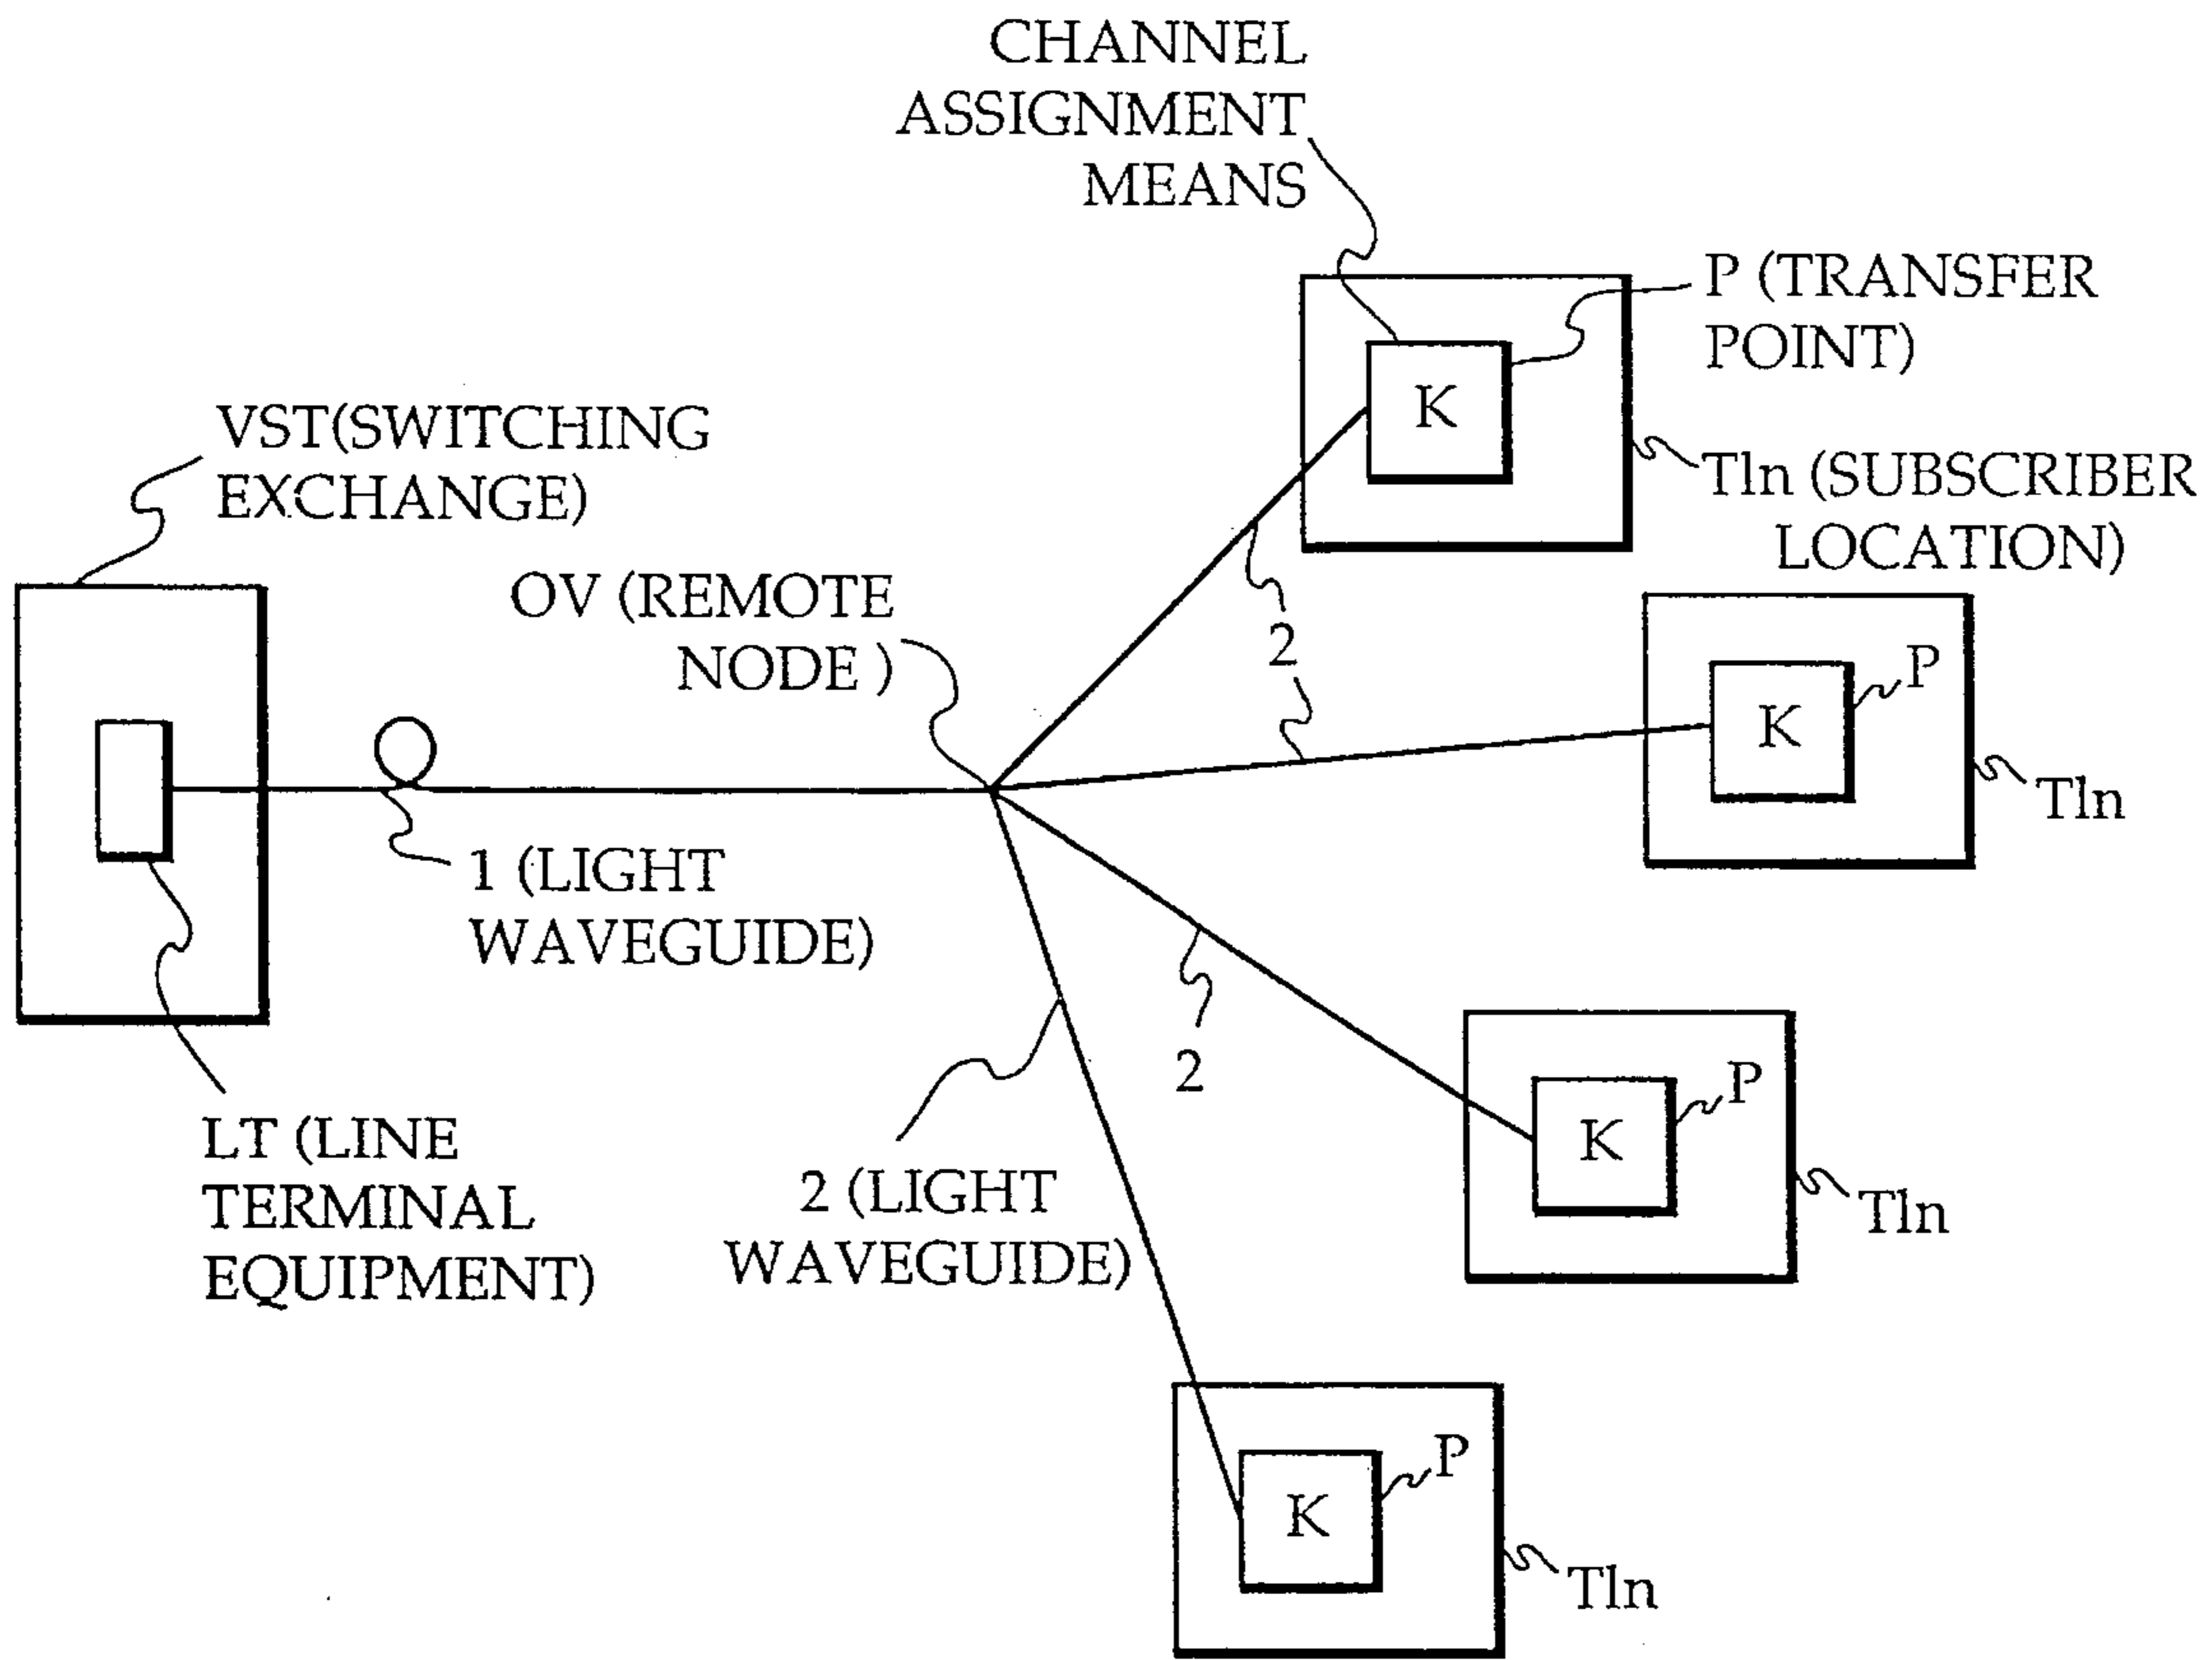 CHANNEL
ASSIGNMENT
MEANS
P (TRANSFER
POINT)
K
VST(SWITCHING
EXCHANGE)
Tln (SUBSCRIBER
LOCATION)
OV (REMOTE
NODE )
2
P
K
Tln
1 (LIGHT
WAVEGUIDE)
2
P
K
LT (LINE
TERMINAL
EQUIPMENT)
2 (LIGHT
WAVEGUIDE)
Tln
P
K
Tln